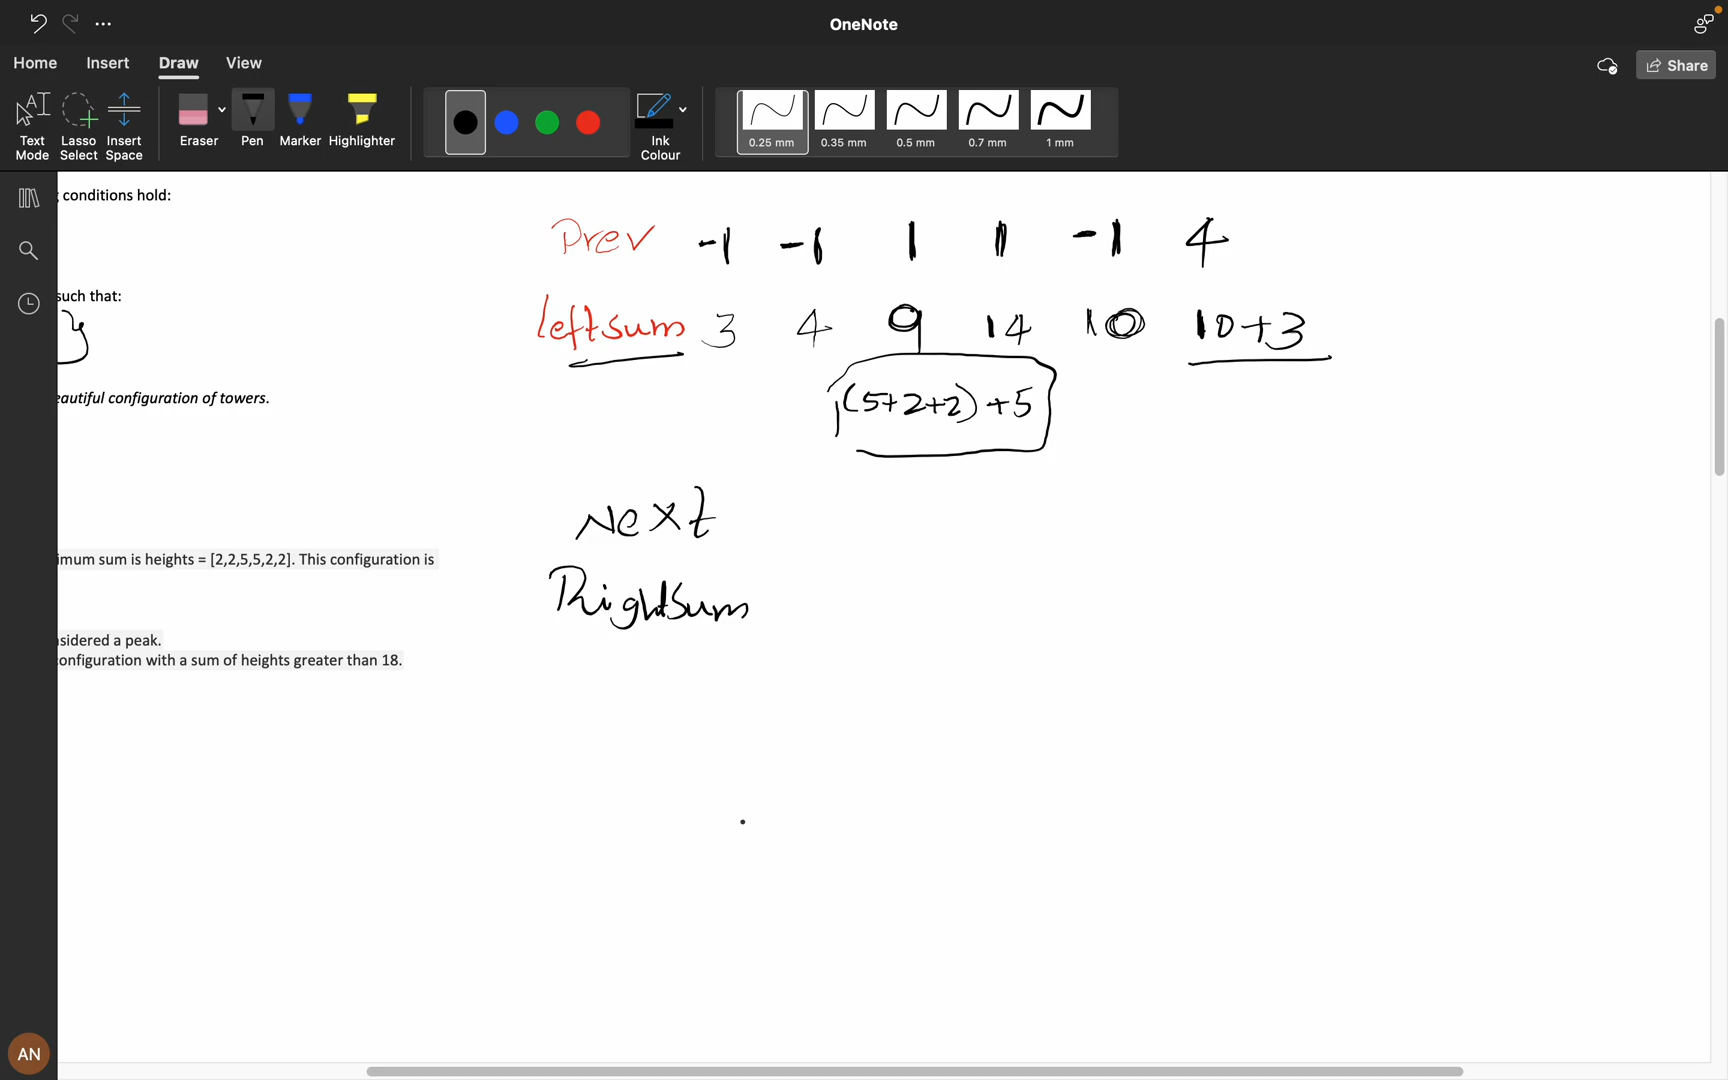 OneNote
Home Insert Draw View
Share
Text Mode
Lasso Select
Insert Space
Eraser
Pen
Marker
Highlighter
Ink Colour
0.25 mm
0.35 mm
0.5 mm
0.7 mm
1 mm
conditions hold:
such that:
eautiful configuration of towers.
imum sum is heights = [2,2,5,5,2,2]. This configuration is
nsidered a peak.
configuration with a sum of heights greater than 18.
Prev -1 -1 1 1 -1 4
leftsum 3 4 9 14 10 10+3
(5+2+2)+5
Next
RightSum
AN